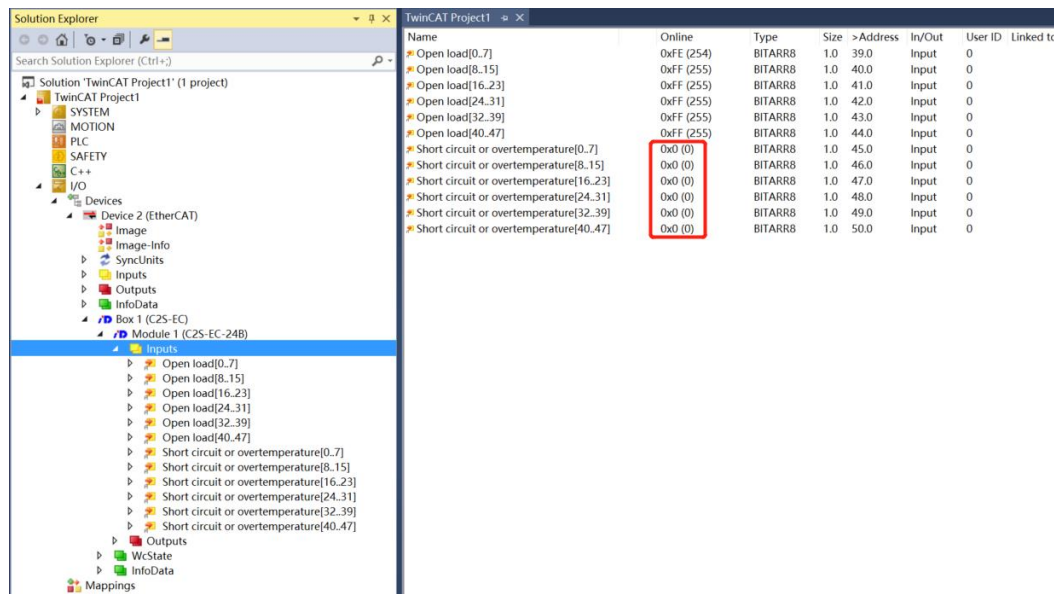 Solution Explorer
Search Solution Explorer (Ctrl+;)
Solution 'TwinCAT Project1' (1 project)
TwinCAT Project1
SYSTEM
MOTION
PLC
SAFETY
C++
I/O
Devices
Device 2 (EtherCAT)
Image
Image-Info
SyncUnits
Inputs
Outputs
InfoData
Box 1 (C2S-EC)
Module 1 (C2S-EC-24B)
Inputs
Open load[0..7]
Open load[8..15]
Open load[16..23]
Open load[24..31]
Open load[32..39]
Open load[40..47]
Short circuit or overtemperature[0..7]
Short circuit or overtemperature[8..15]
Short circuit or overtemperature[16..23]
Short circuit or overtemperature[24..31]
Short circuit or overtemperature[32..39]
Short circuit or overtemperature[40..47]
Outputs
WcState
InfoData
Mappings
TwinCAT Project1
Name Online Type Size >Address In/Out User ID Linked to
Open load[0..7] 0xFE (254) BITARR8 1.0 39.0 Input 0
Open load[8..15] 0xFF (255) BITARR8 1.0 40.0 Input 0
Open load[16..23] 0xFF (255) BITARR8 1.0 41.0 Input 0
Open load[24..31] 0xFF (255) BITARR8 1.0 42.0 Input 0
Open load[32..39] 0xFF (255) BITARR8 1.0 43.0 Input 0
Open load[40..47] 0xFF (255) BITARR8 1.0 44.0 Input 0
Short circuit or overtemperature[0..7] 0x0 (0) BITARR8 1.0 45.0 Input 0
Short circuit or overtemperature[8..15] 0x0 (0) BITARR8 1.0 46.0 Input 0
Short circuit or overtemperature[16..23] 0x0 (0) BITARR8 1.0 47.0 Input 0
Short circuit or overtemperature[24..31] 0x0 (0) BITARR8 1.0 48.0 Input 0
Short circuit or overtemperature[32..39] 0x0 (0) BITARR8 1.0 49.0 Input 0
Short circuit or overtemperature[40..47] 0x0 (0) BITARR8 1.0 50.0 Input 0